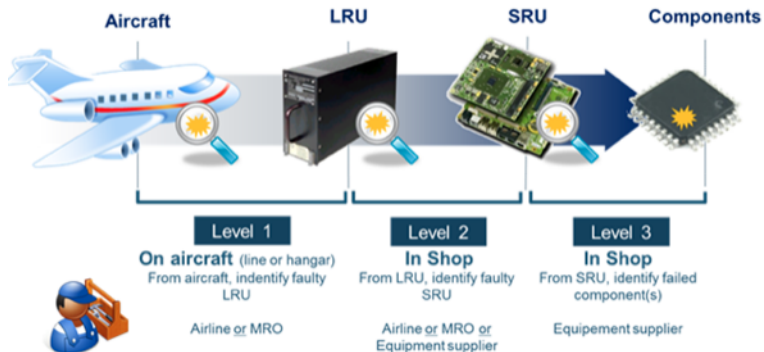 Aircraft
LRU
SRU
Components
Level 1
On aircraft (line or hangar)
From aircraft, indentify faulty
LRU
Airline or MRO
Level 2
In Shop
From LRU, identify faulty
SRU
Airline or MRO or
Equipment supplier
Level 3
In Shop
From SRU, identify failed
component(s)
Equipement supplier